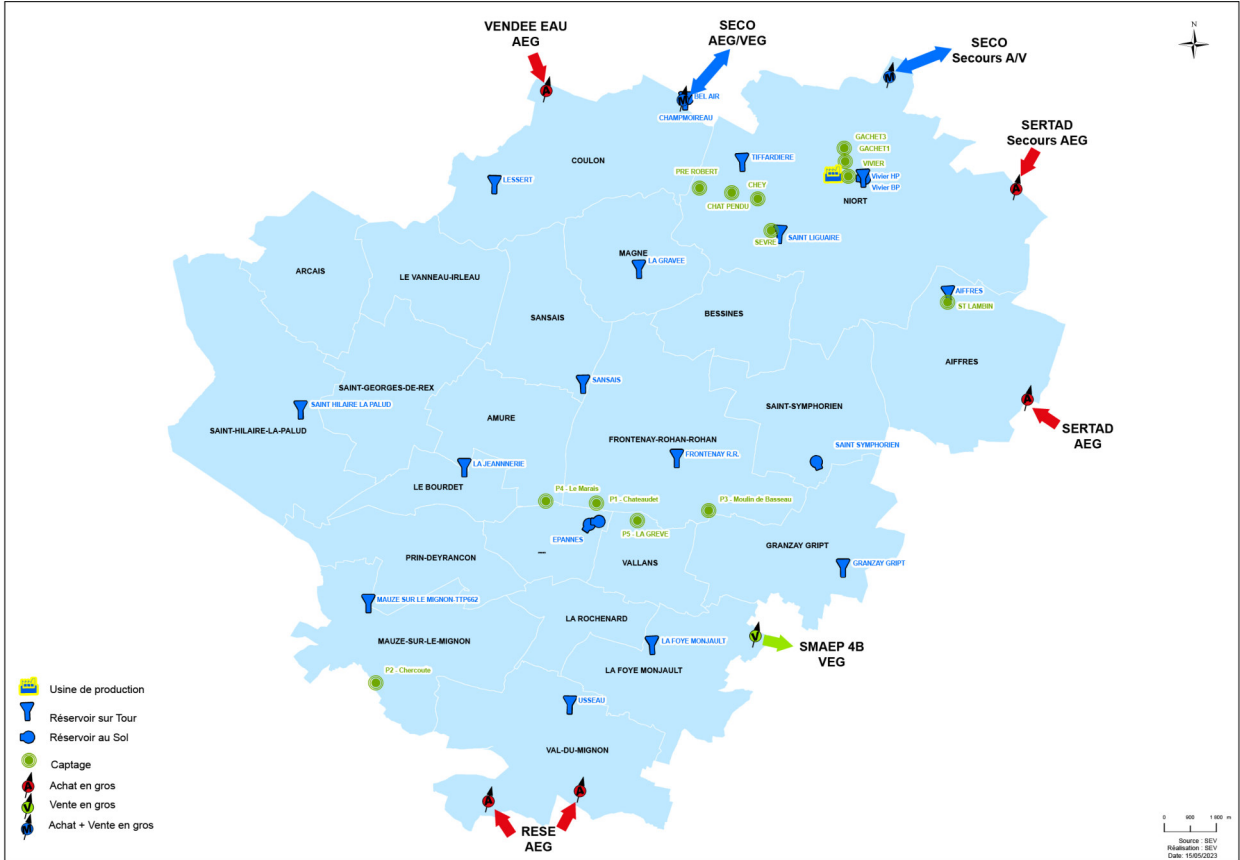 VENDEE EAU
AEG
SECO
AEG/VEG
SECO
Secours A/V
N
A
M
M
BEL AIR
CHAMPMOIREAU
SERTAD
Secours AEG
GACHET3
GACHET1
TIFFARDIERE
VIVIER
COULON
Vivier HP
Vivier BP
LESSERT
PRE ROBERT
CHEY
A
CHAT PENDU
NIORT
SEVRE
SAINT LIGUAIRE
MAGNE
LA GRAVEE
ARCAIS
LE VANNEAU-IRLEAU
AIFFRES
ST LAMBIN
SANSAIS
BESSINES
AIFFRES
SANSAIS
SAINT-GEORGES-DE-REX
A
SAINT HILAIRE LA PALUD
SAINT-SYMPHORIEN
AMURE
SAINT-HILAIRE-LA-PALUD
SERTAD
AEG
FRONTENAY-ROHAN-ROHAN
SAINT SYMPHORIEN
FRONTENAY R.R.
LA JEANNNERIE
LE BOURDET
P4 - Le Marais
P1 - Chateaudet
P3 - Moulin de Basseau
P5 - LA GREVE
EPANNES
GRANZAY GRIPT
PRIN-DEYRANCON
VALLANS
GRANZAY GRIPT
MAUZE SUR LE MIGNON-TTP662
LA ROCHENARD
V
MAUZE-SUR-LE-MIGNON
LA FOYE MONJAULT
SMAEP 4B
VEG
LA FOYE MONJAULT
P2 - Chercoute
USSEAU
VAL-DU-MIGNON
Usine de production
Réservoir sur Tour
Réservoir au Sol
Captage
A Achat en gros
V Vente en gros
M Achat + Vente en gros
A
A
RESE
AEG
0 900 1 800 m
Source : SEV
Réalisation : SEV
Date: 15/05/2023